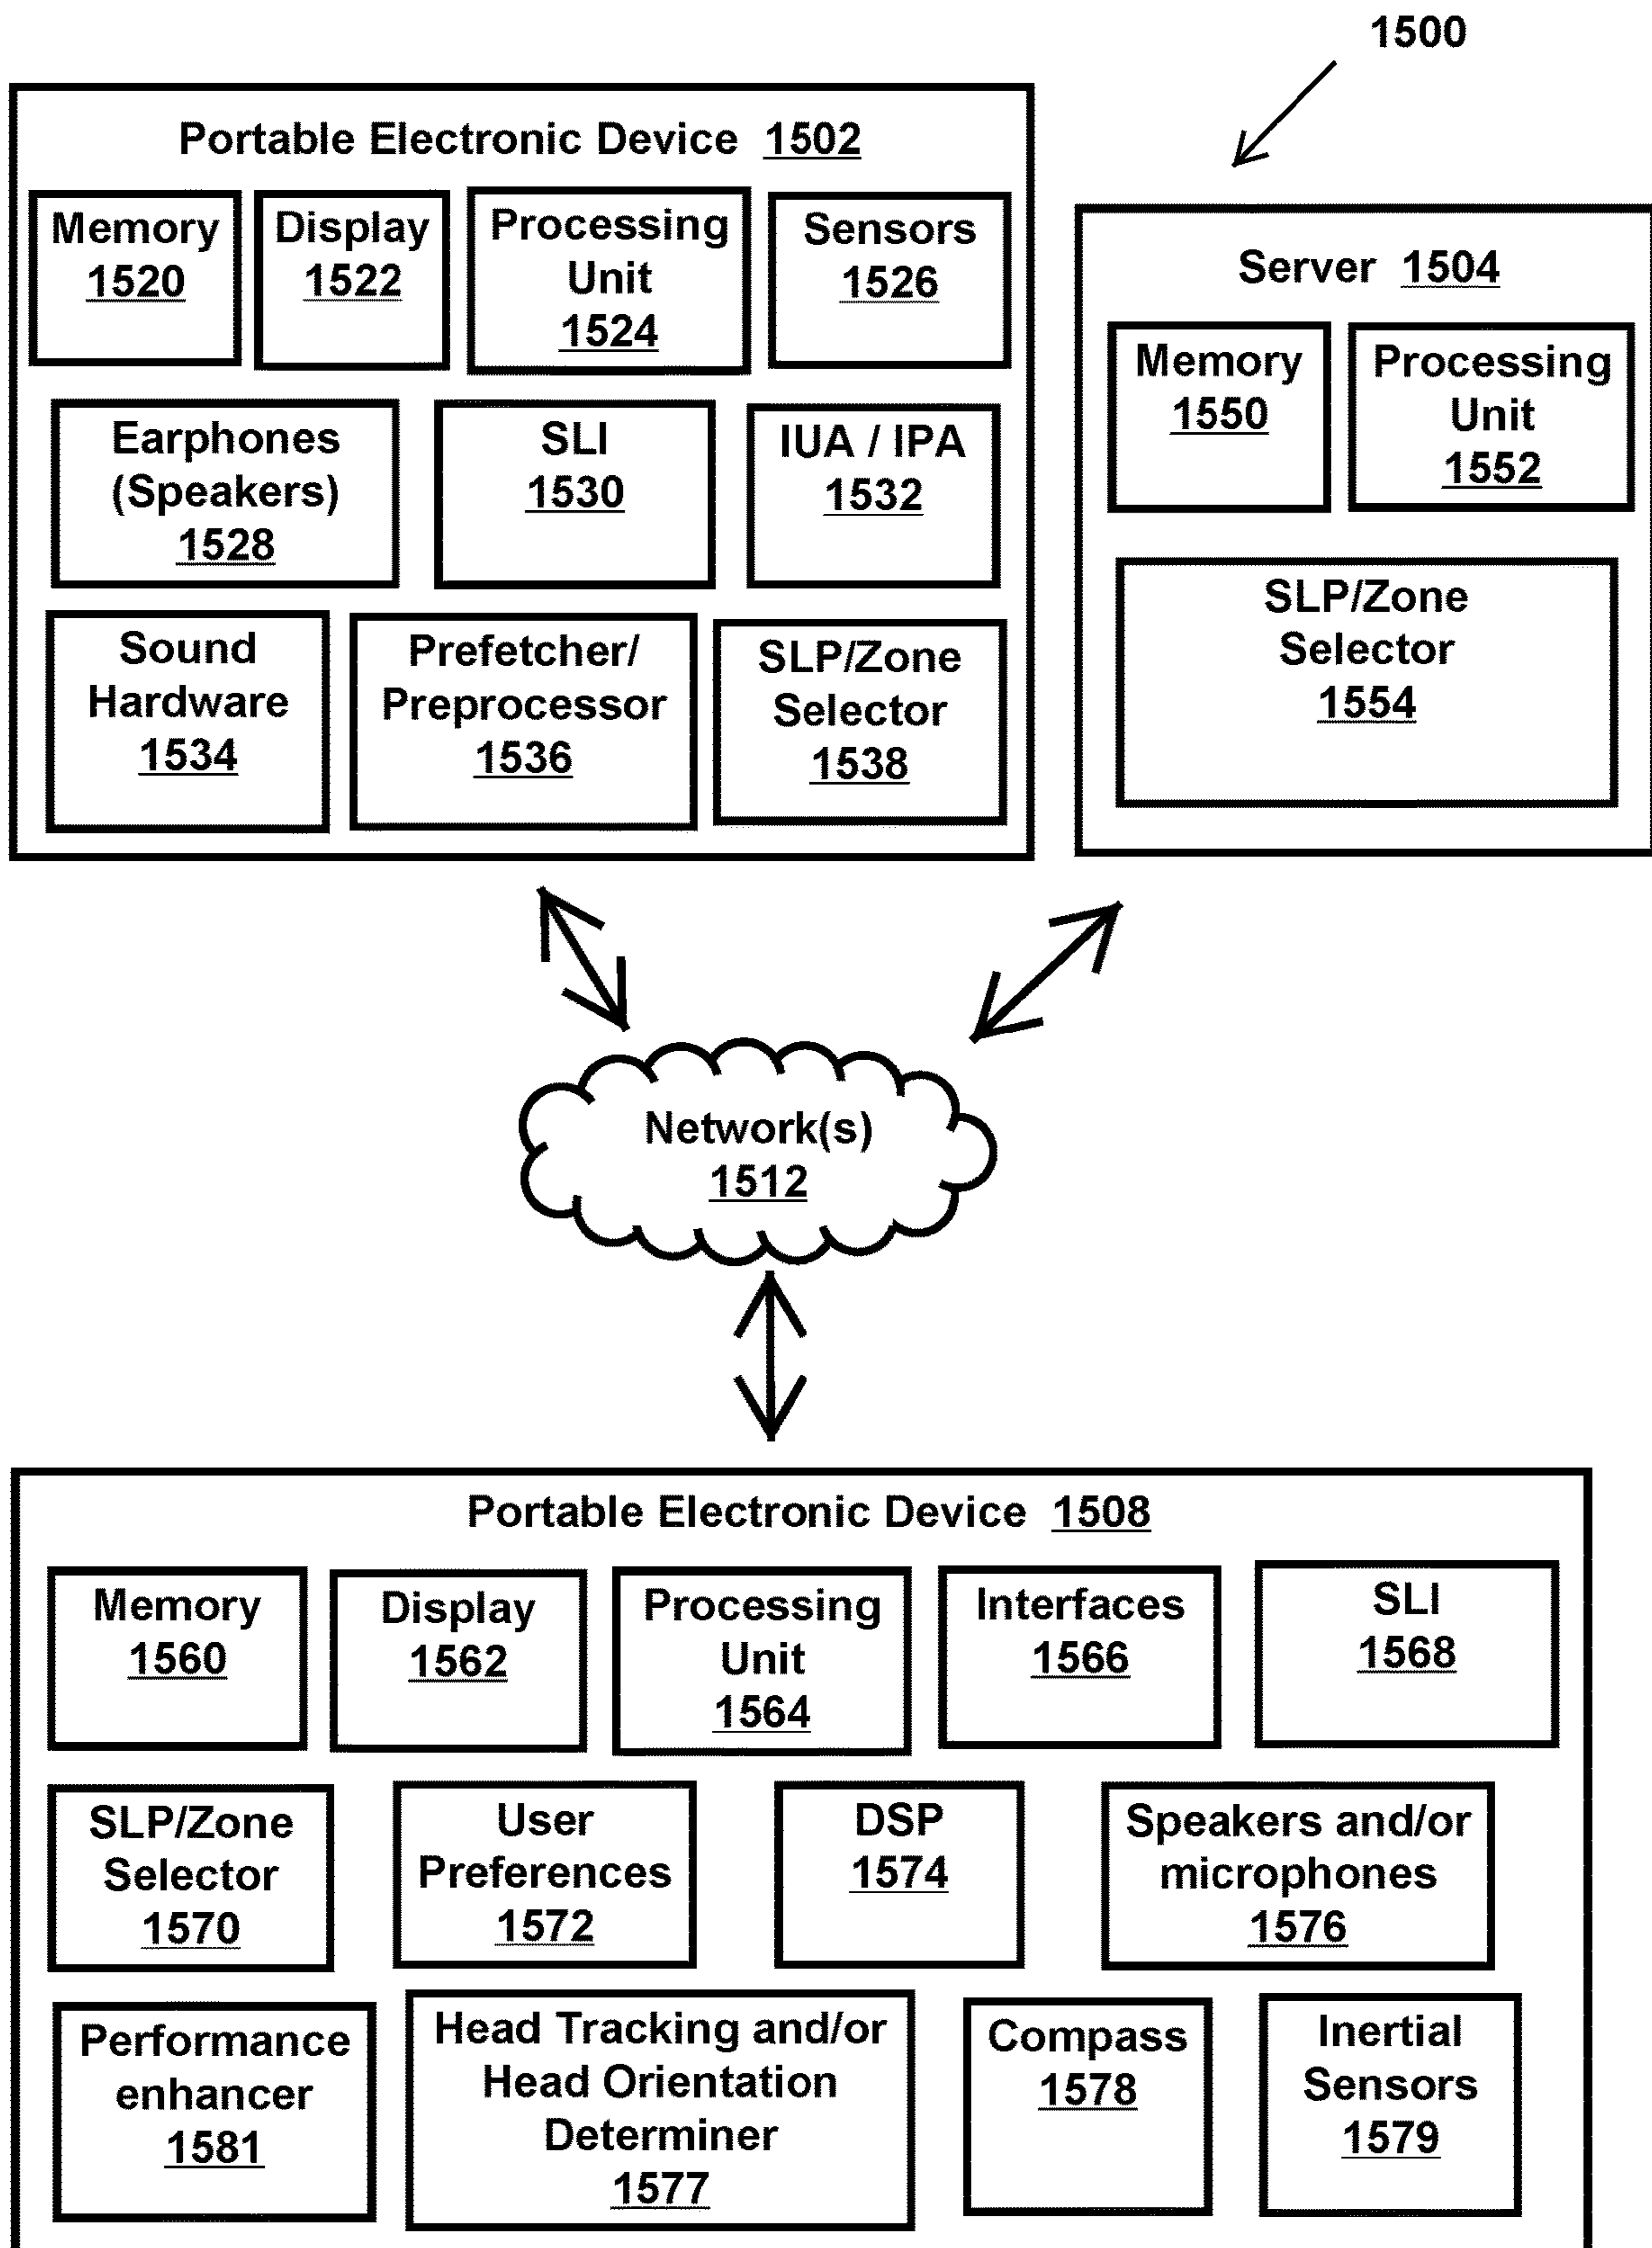 1500
Portable Electronic Device 1502
Memory
1520
Display
1522
Processing
Unit
1524
Sensors
1526
Earphones
(Speakers)
1528
SLI
1530
IUA / IPA
1532
Sound
Hardware
1534
Prefetcher/
Preprocessor
1536
SLP/Zone
Selector
1538
Server 1504
Memory
1550
Processing
Unit
1552
SLP/Zone
Selector
1554
Network(s)
1512
Portable Electronic Device 1508
Memory
1560
Display
1562
Processing
Unit
1564
Interfaces
1566
SLI
1568
SLP/Zone
Selector
1570
User
Preferences
1572
DSP
1574
Speakers and/or
microphones
1576
Performance
enhancer
1581
Head Tracking and/or
Head Orientation
Determiner
1577
Compass
1578
Inertial
Sensors
1579